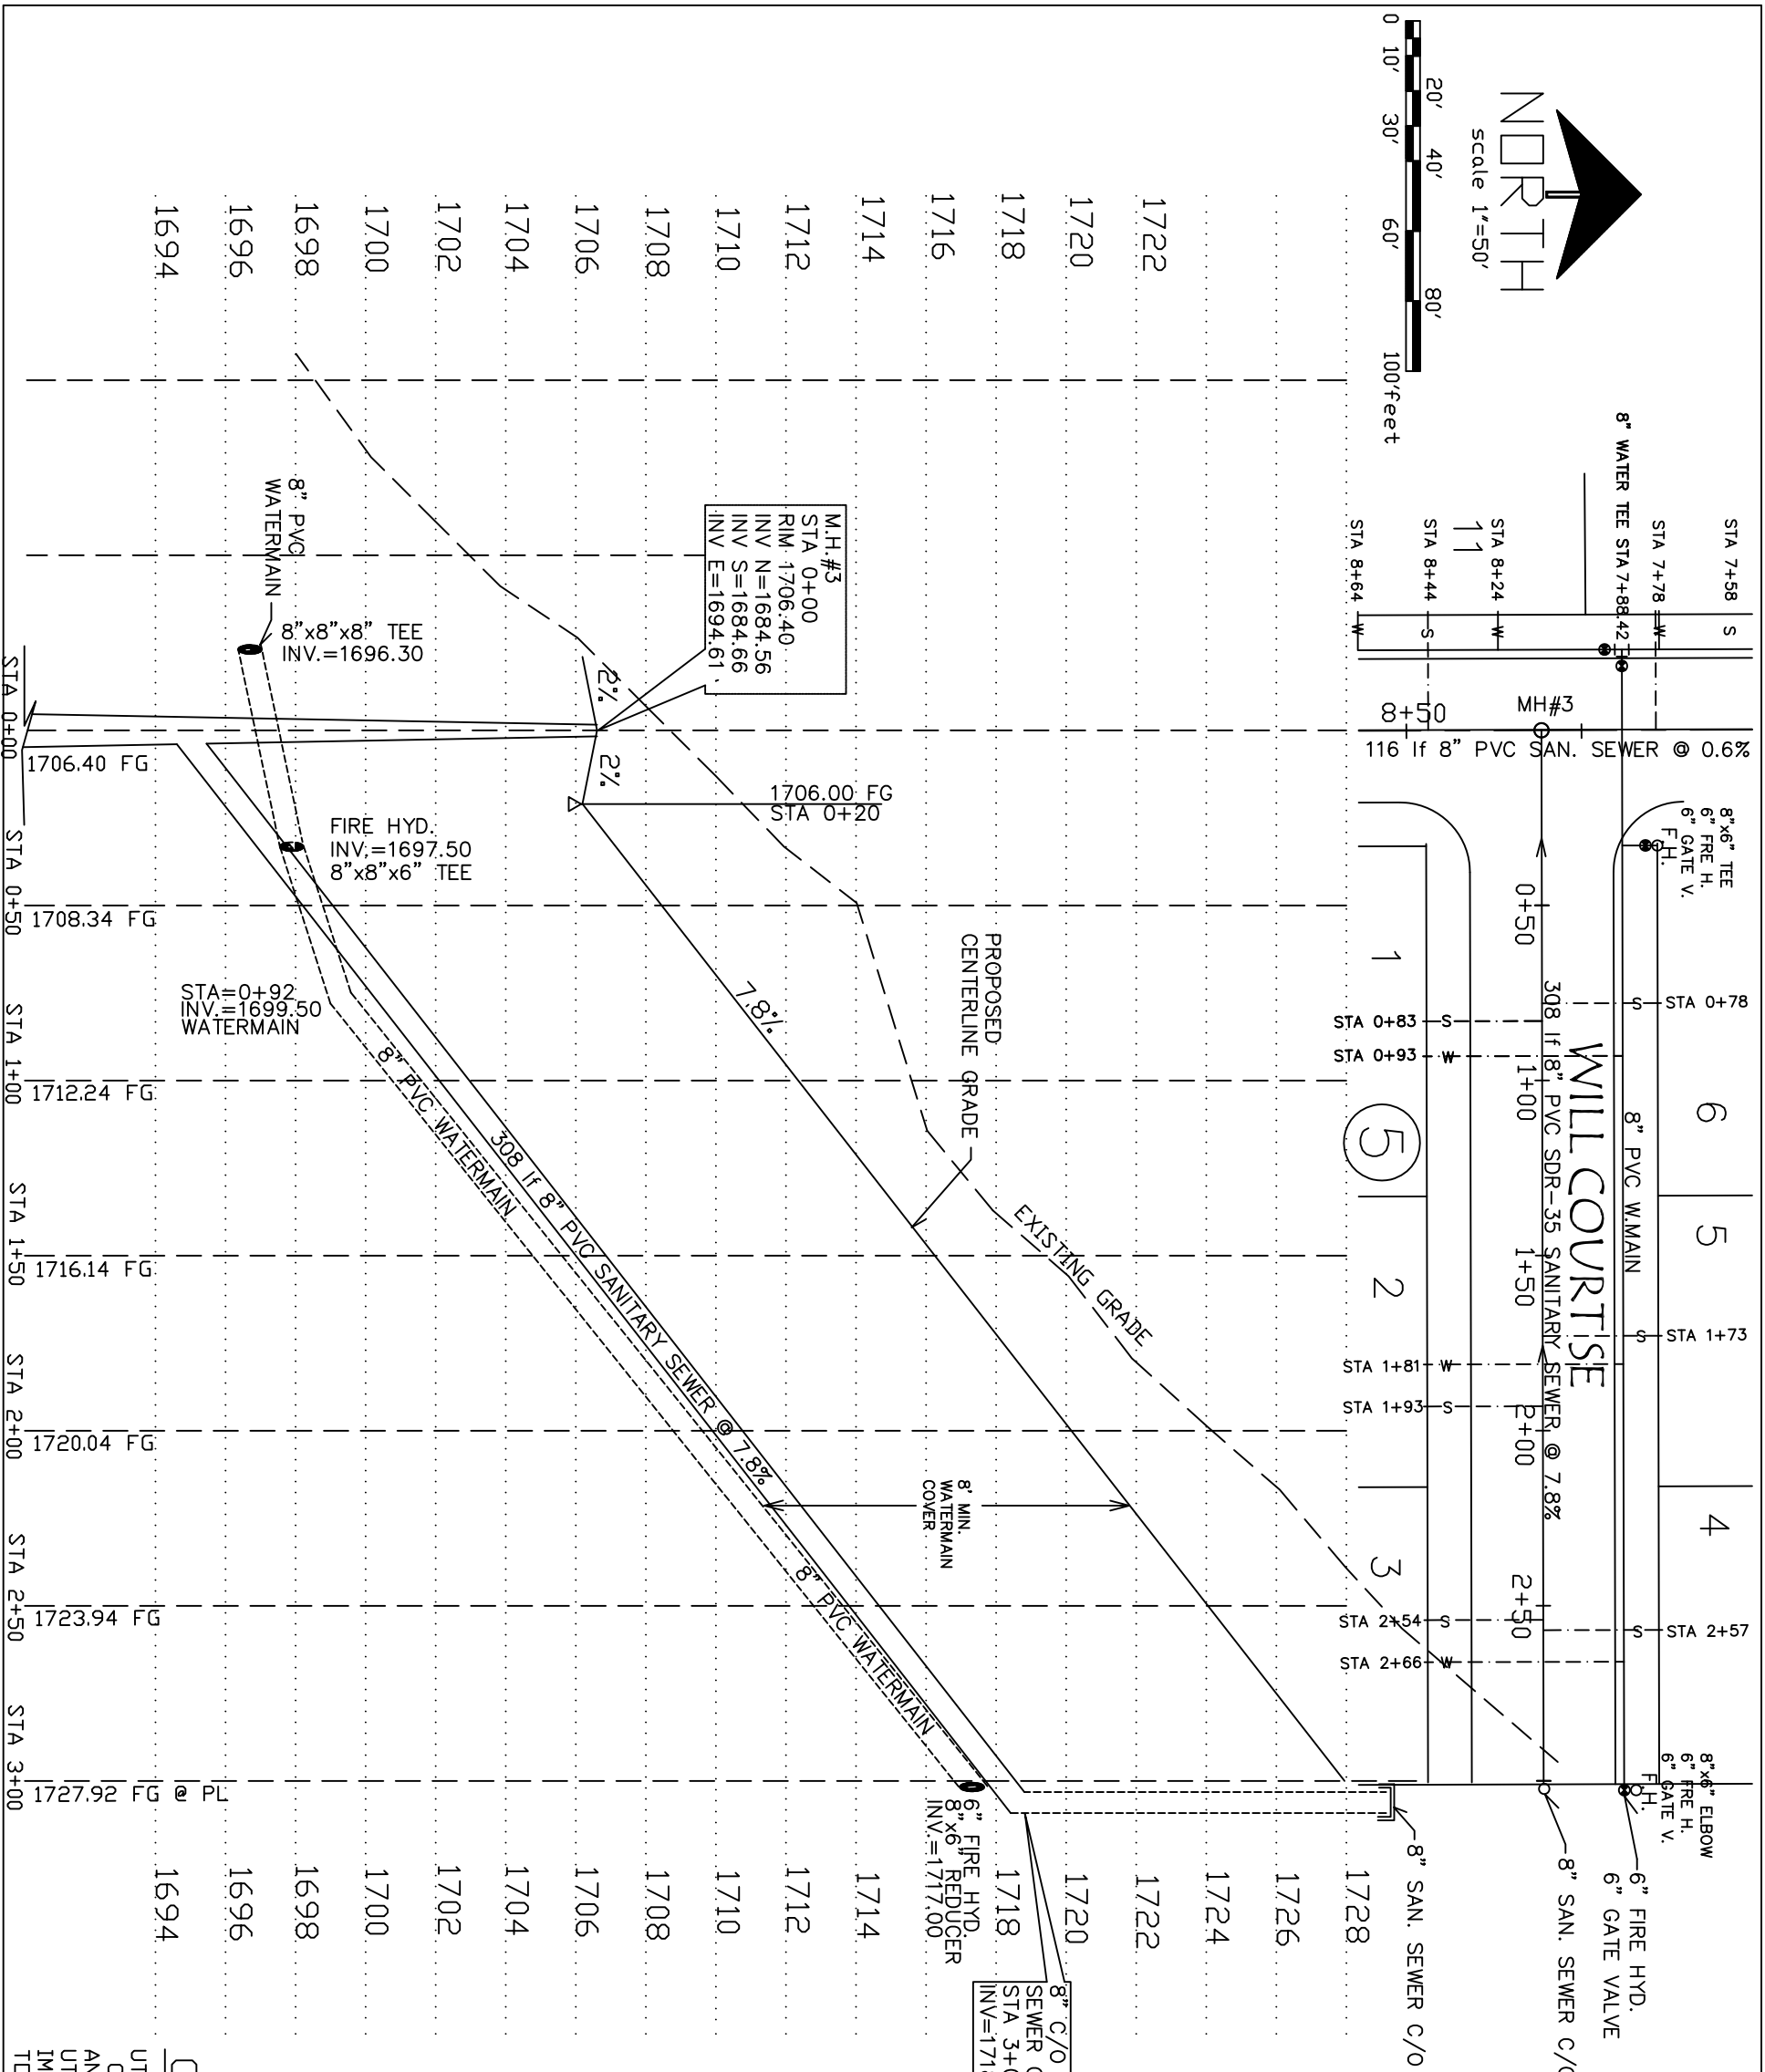 NORTH
scale 1"=50'
0 10' 20' 30' 40' 60' 80' 100'feet
STA 7+58
S
STA 7+78
W
8" WATER TEE STA 7+88.42
STA 8+24
W
11
STA 8+44
S
STA 8+64
W
MH#3
8+50
116 lf 8" PVC SAN. SEWER @ 0.6%
8"x6" TEE
6" FRE H.
6" GATE V.
F.H.
6
5
4
STA 0+78
S
STA 1+73
S
STA 2+57
S
8" PVC W.MAIN
WILL COURT SE
308 lf 8" PVC SDR-35 SANITARY SEWER @ 7.8%
0+50
1+00
1+50
2+00
2+50
STA 0+83
S
STA 0+93
W
STA 1+81
W
STA 1+93
S
STA 2+54
S
STA 2+66
W
1
2
3
5
8"x6" ELBOW
6" FRE H.
6" GATE V.
F.H.
6" FIRE HYD.
6" GATE VALVE
8" SAN. SEWER C/O
8" SAN. SEWER C/O
1722
1720
1718
1716
1714
1712
1710
1708
1706
1704
1702
1700
1698
1696
1694
M.H.#3
STA 0+00
RIM 1706.40
INV N=1684.56
INV S=1684.66
INV E=1694.61
2%
2%
1706.00 FG
STA 0+20
PROPOSED
CENTERLINE GRADE
7.8%
EXISTING GRADE
8" PVC
WATERMAIN
8"x8"x8" TEE
INV.=1696.30
FIRE HYD.
INV.=1697.50
8"x8"x6" TEE
STA=0+92
INV.=1699.50
WATERMAIN
8" PVC WATERMAIN
308 lf 8" PVC SANITARY SEWER @ 7.8%
8' MIN.
WATERMAIN
COVER
8" PVC WATERMAIN
6" FIRE HYD.
8"x6" REDUCER
INV.=1717.00
8" C/O
SEWER
STA
1728
1726
1724
1722
1720
1718
1714
1712
1710
1708
1706
1704
1702
1700
1698
1696
1694
1706.40 FG
1708.34 FG
1712.24 FG
1716.14 FG
1720.04 FG
1723.94 FG
1727.92 FG @ PL
STA 0+00
STA 0+50
STA 1+00
STA 1+50
STA 2+00
STA 2+50
STA 3+00